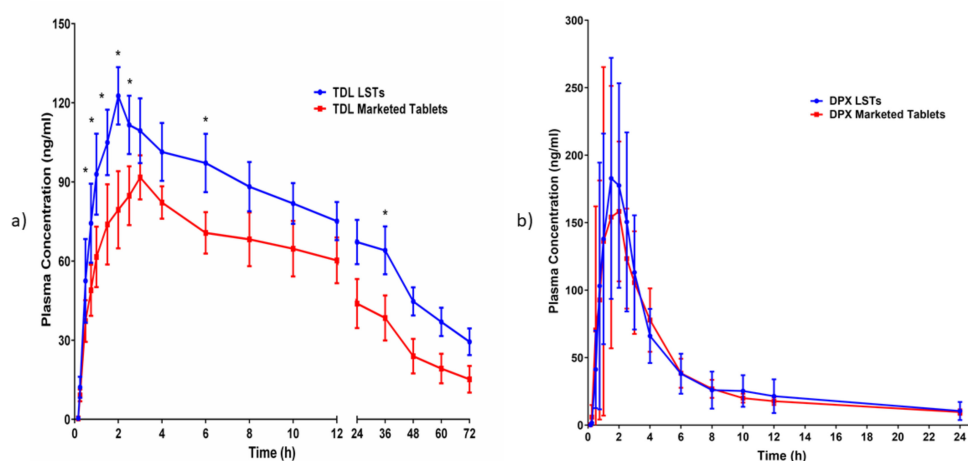 a)
Plasma Concentration (ng/ml)
150
120
90
60
30
0
* * * * * * *
TDL LSTs
TDL Marketed Tablets
0 2 4 6 8 10 12 24 36 48 60 72
Time (h)
b)
Plasma Concentration (ng/ml)
300
250
200
150
100
50
0
DPX LSTs
DPX Marketed Tablets
0 2 4 6 8 10 12 14 16 18 20 22 24
Time (h)